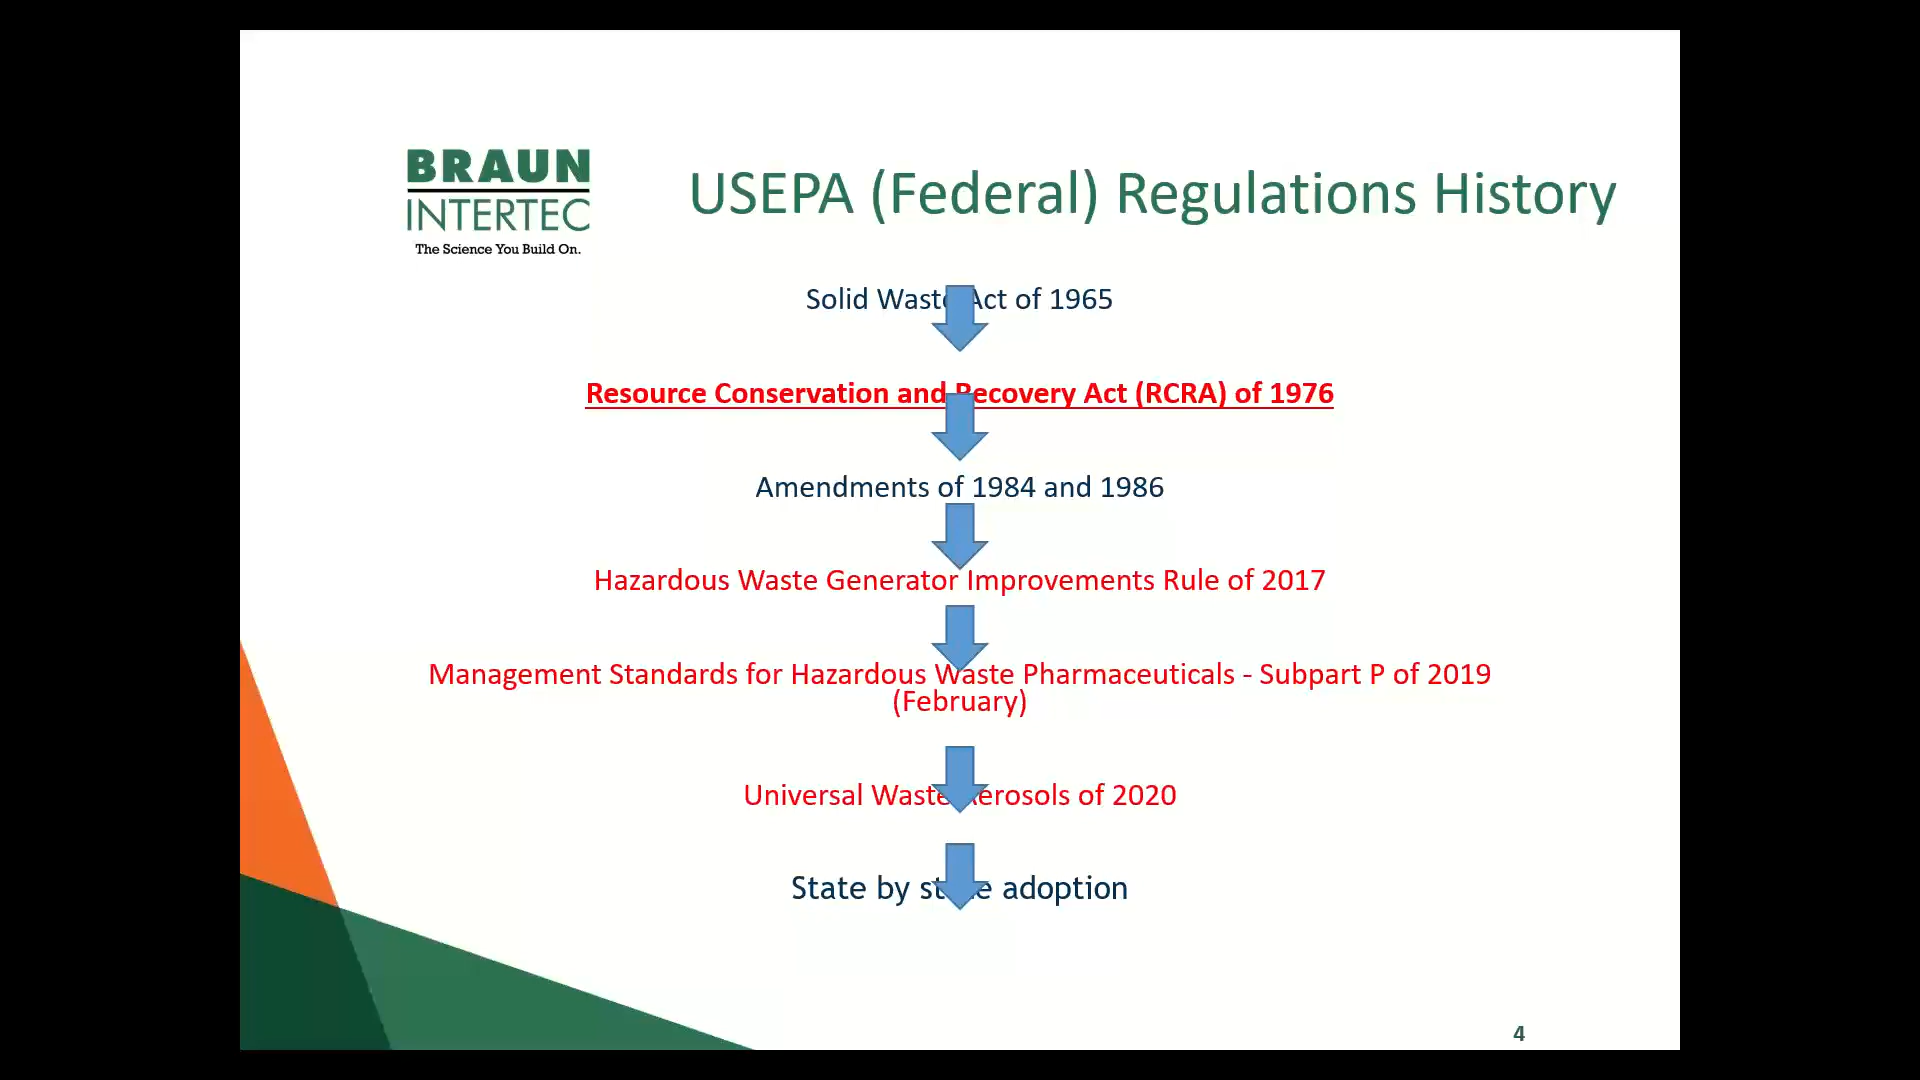 BRAUN
INTERTEC
The Science You Build On.
USEPA (Federal) Regulations History
Solid Waste Act of 1965
Resource Conservation and Recovery Act (RCRA) of 1976
Amendments of 1984 and 1986
Hazardous Waste Generator Improvements Rule of 2017
Management Standards for Hazardous Waste Pharmaceuticals - Subpart P of 2019
(February)
Universal Waste Aerosols of 2020
State by state adoption
4